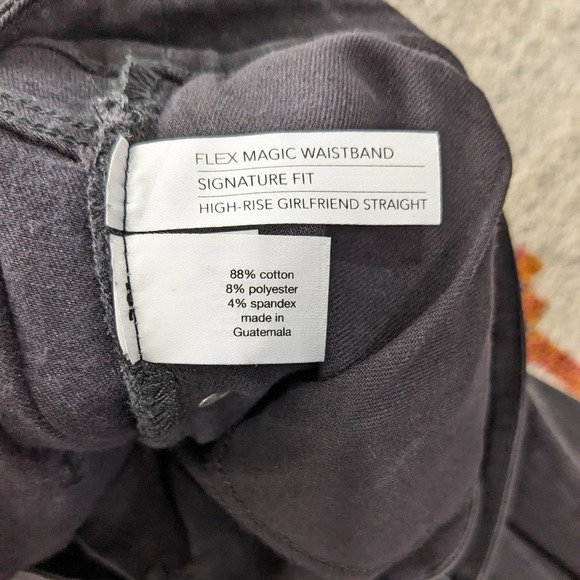 FLEX MAGIC WAISTBAND
SIGNATURE FIT
HIGH-RISE GIRLFRIEND STRAIGHT
88% cotton
8% polyester
4% spandex
made in
Guatemala